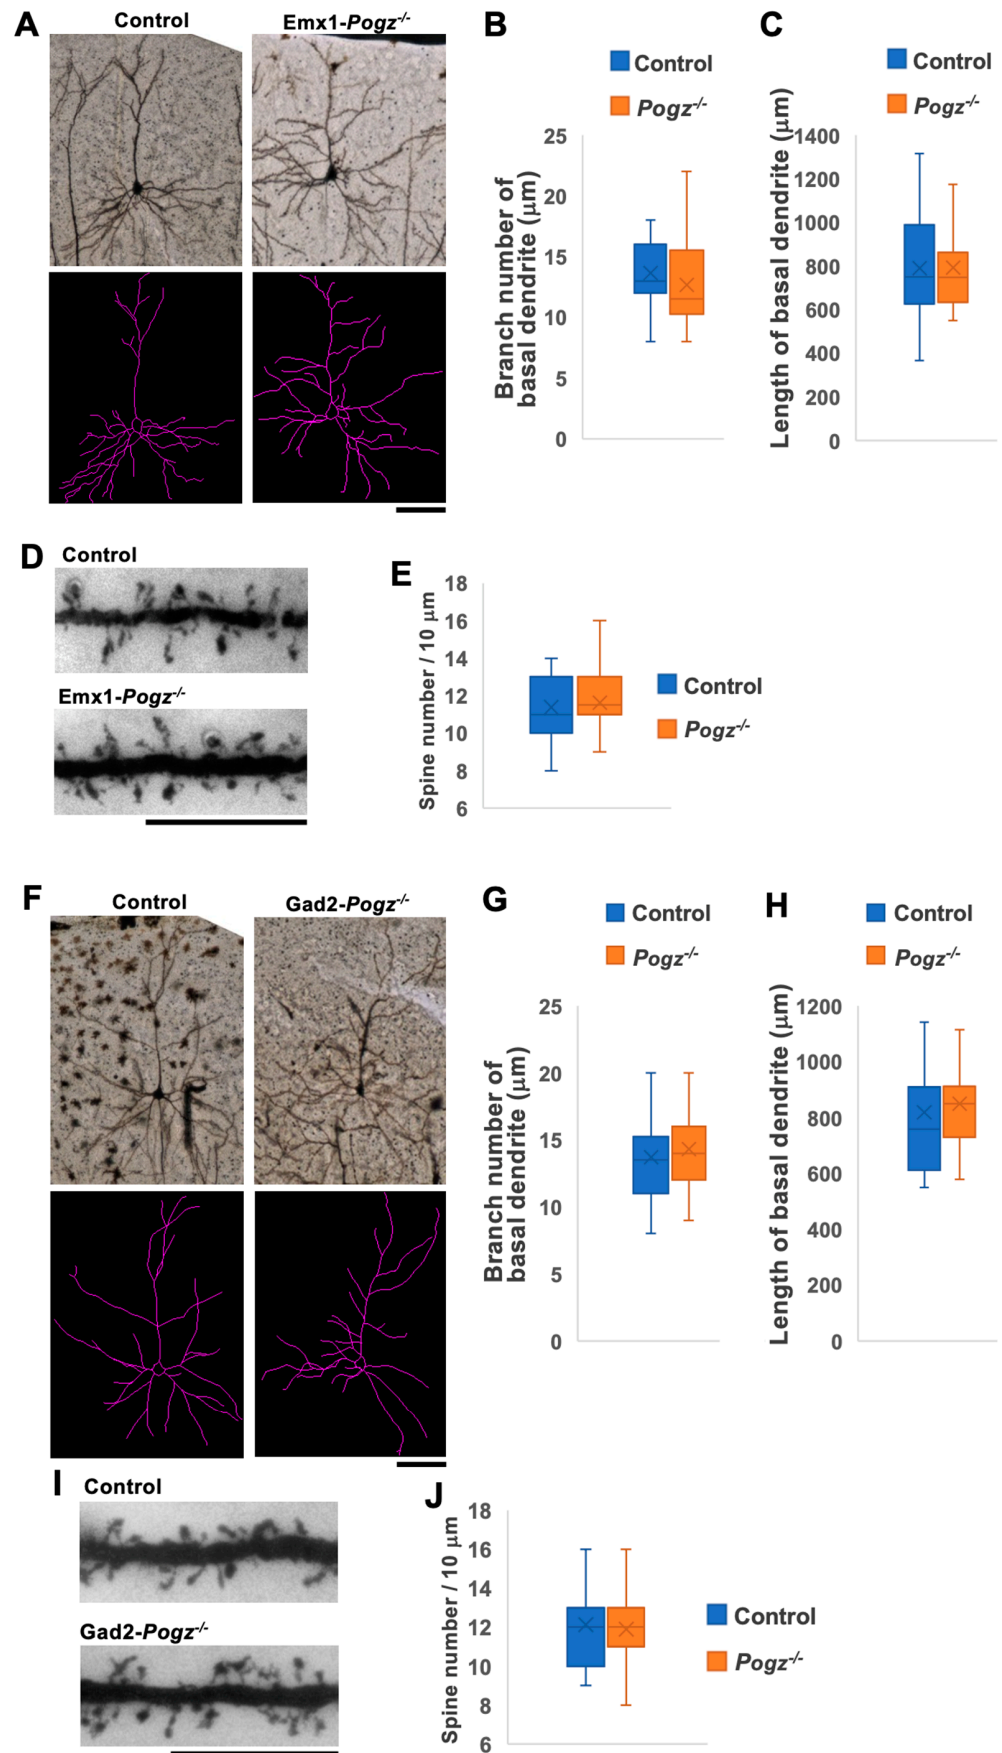 A
Control
Emx1-Pogz-/-
B
Control
Pogz-/-
Branch number of
basal dendrite (μm)
25
20
15
10
5
0
C
Control
Pogz-/-
Length of basal dendrite (μm)
1400
1200
1000
800
600
400
200
0
D
Control
Emx1-Pogz-/-
E
Spine number / 10 μm
18
16
14
12
10
8
6
Control
Pogz-/-
F
Control
Gad2-Pogz-/-
G
Control
Pogz-/-
Branch number of
basal dendrite (μm)
25
20
15
10
5
0
H
Control
Pogz-/-
Length of basal dendrite (μm)
1200
1000
800
600
400
200
0
I
Control
Gad2-Pogz-/-
J
Spine number / 10 μm
18
16
14
12
10
8
6
Control
Pogz-/-